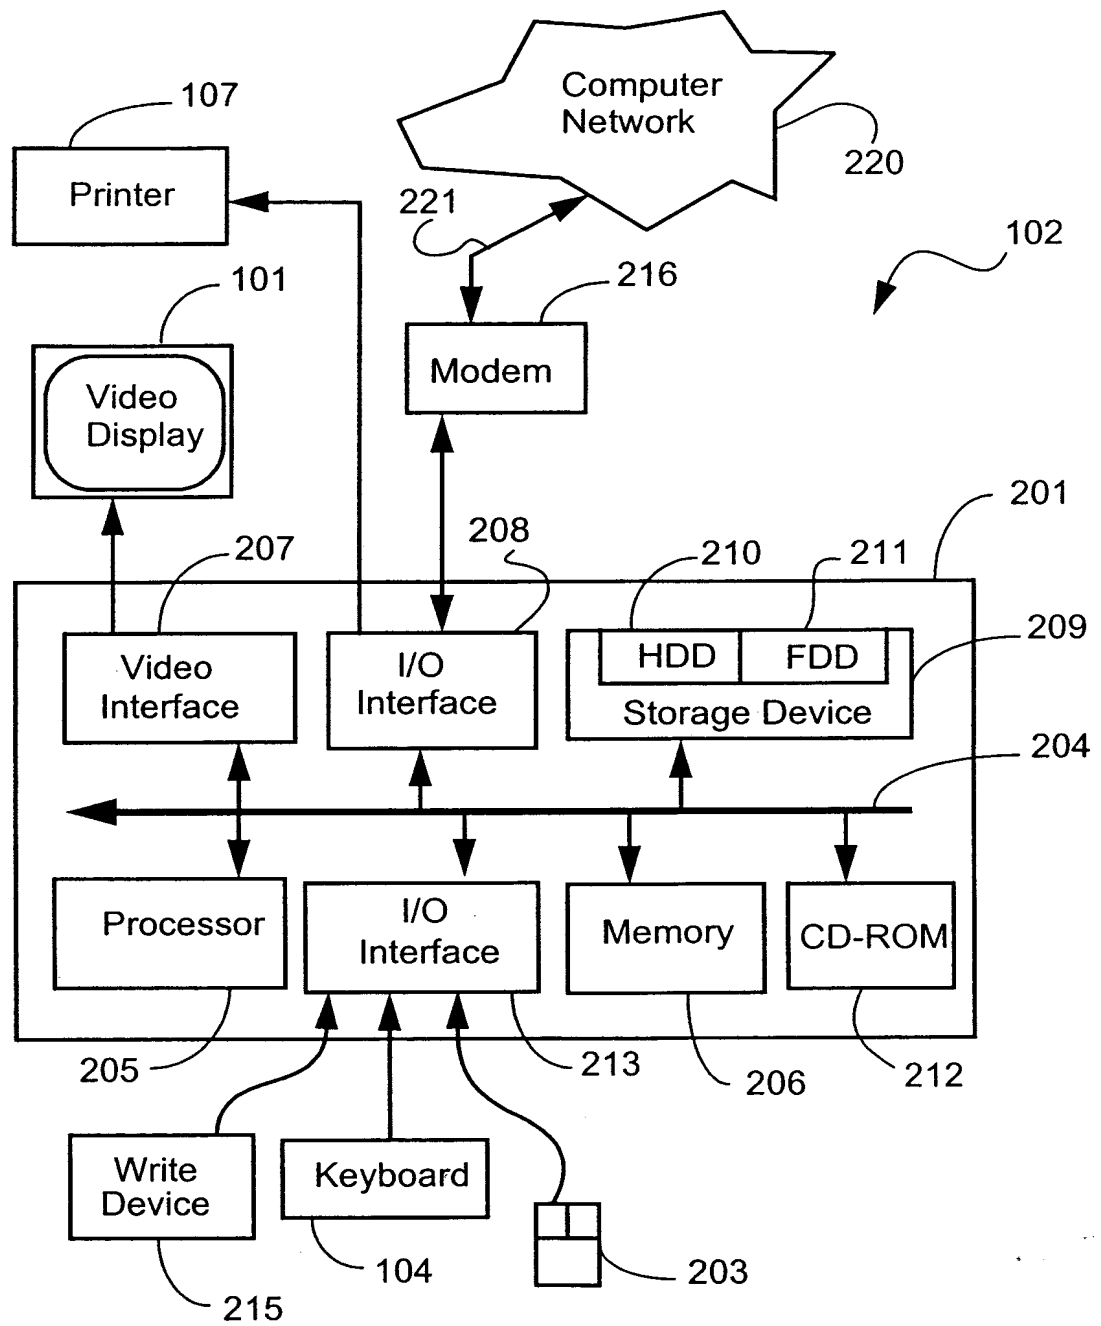 Computer
Network
107
220
Printer
221
102
101
216
Modem
Video
Display
201
207
208
210
211
209
HDD
FDD
Video
Interface
I/O
Interface
Storage Device
204
Processor
I/O
Interface
Memory
CD-ROM
205
213
206
212
Write
Device
Keyboard
104
203
215